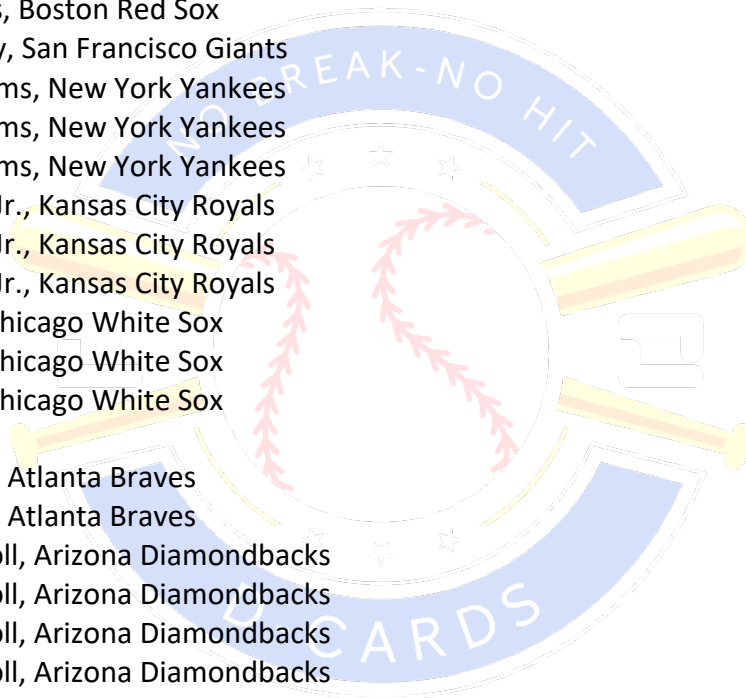 s, Boston Red Sox
y, San Francisco Giants
ms, New York Yankees
ms, New York Yankees
ms, New York Yankees
Jr., Kansas City Royals
Jr., Kansas City Royals
Jr., Kansas City Royals
hicago White Sox
hicago White Sox
hicago White Sox
Atlanta Braves
Atlanta Braves
oll, Arizona Diamondbacks
oll, Arizona Diamondbacks
oll, Arizona Diamondbacks
oll, Arizona Diamondbacks
NO BREAK-NO HIT
D CARDS